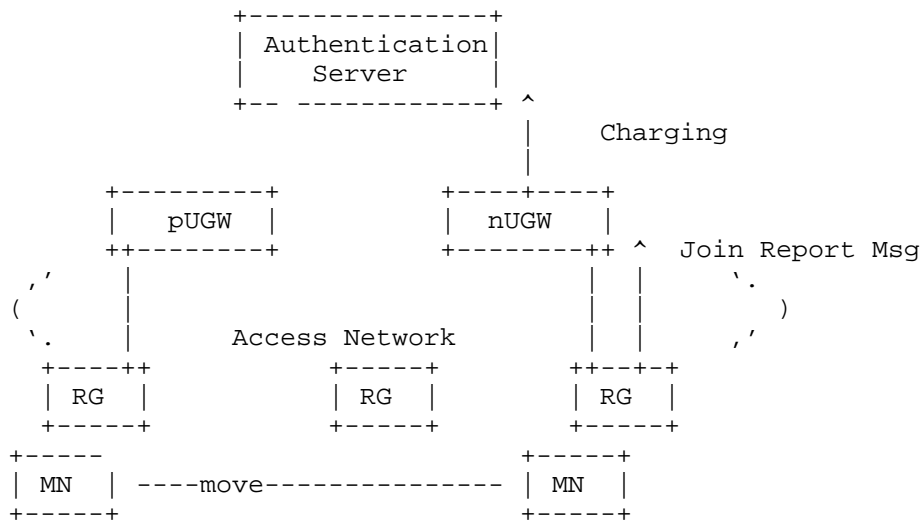 Authentication
Server
Charging
pUGW nUGW
Join Report Msg
Access Network
RG RG RG
MN ----move--------------- MN